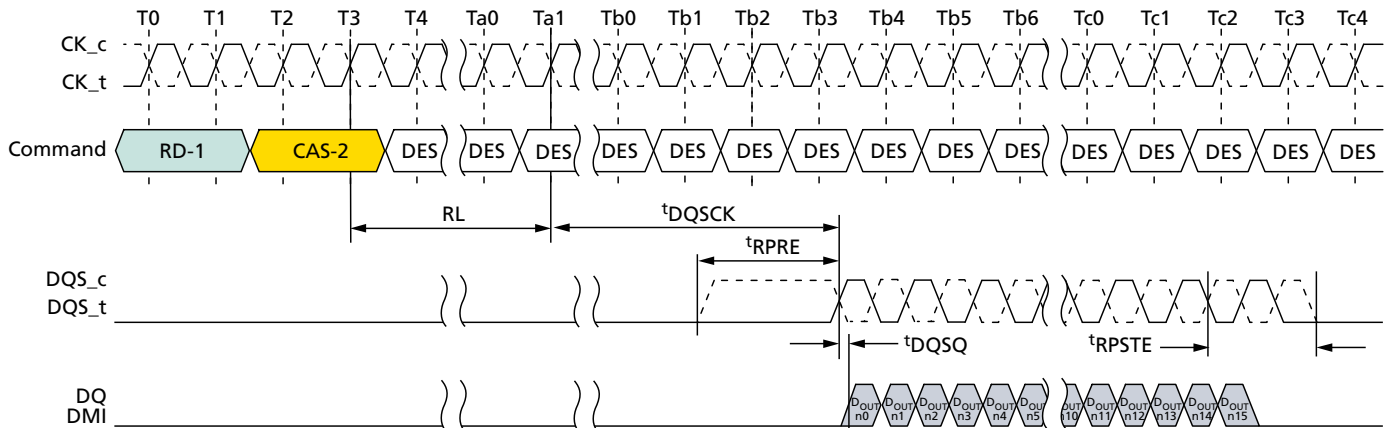 T0 T1 T2 T3 T4 Ta0 Ta1 Tb0 Tb1 Tb2 Tb3 Tb4 Tb5 Tb6 Tc0 Tc1 Tc2 Tc3 Tc4
CK_c
CK_t
Command RD-1 CAS-2 DES DES DES DES DES DES DES DES DES DES DES DES DES DES DES
RL tDQSCK
tRPRE
DQS_c
DQS_t
tDQSQ tRPSTE
DQ
DMI
DOUT n0 DOUT n1 DOUT n2 DOUT n3 DOUT n4 DOUT n5 DOUT n10 DOUT n11 DOUT n12 DOUT n13 DOUT n14 DOUT n15